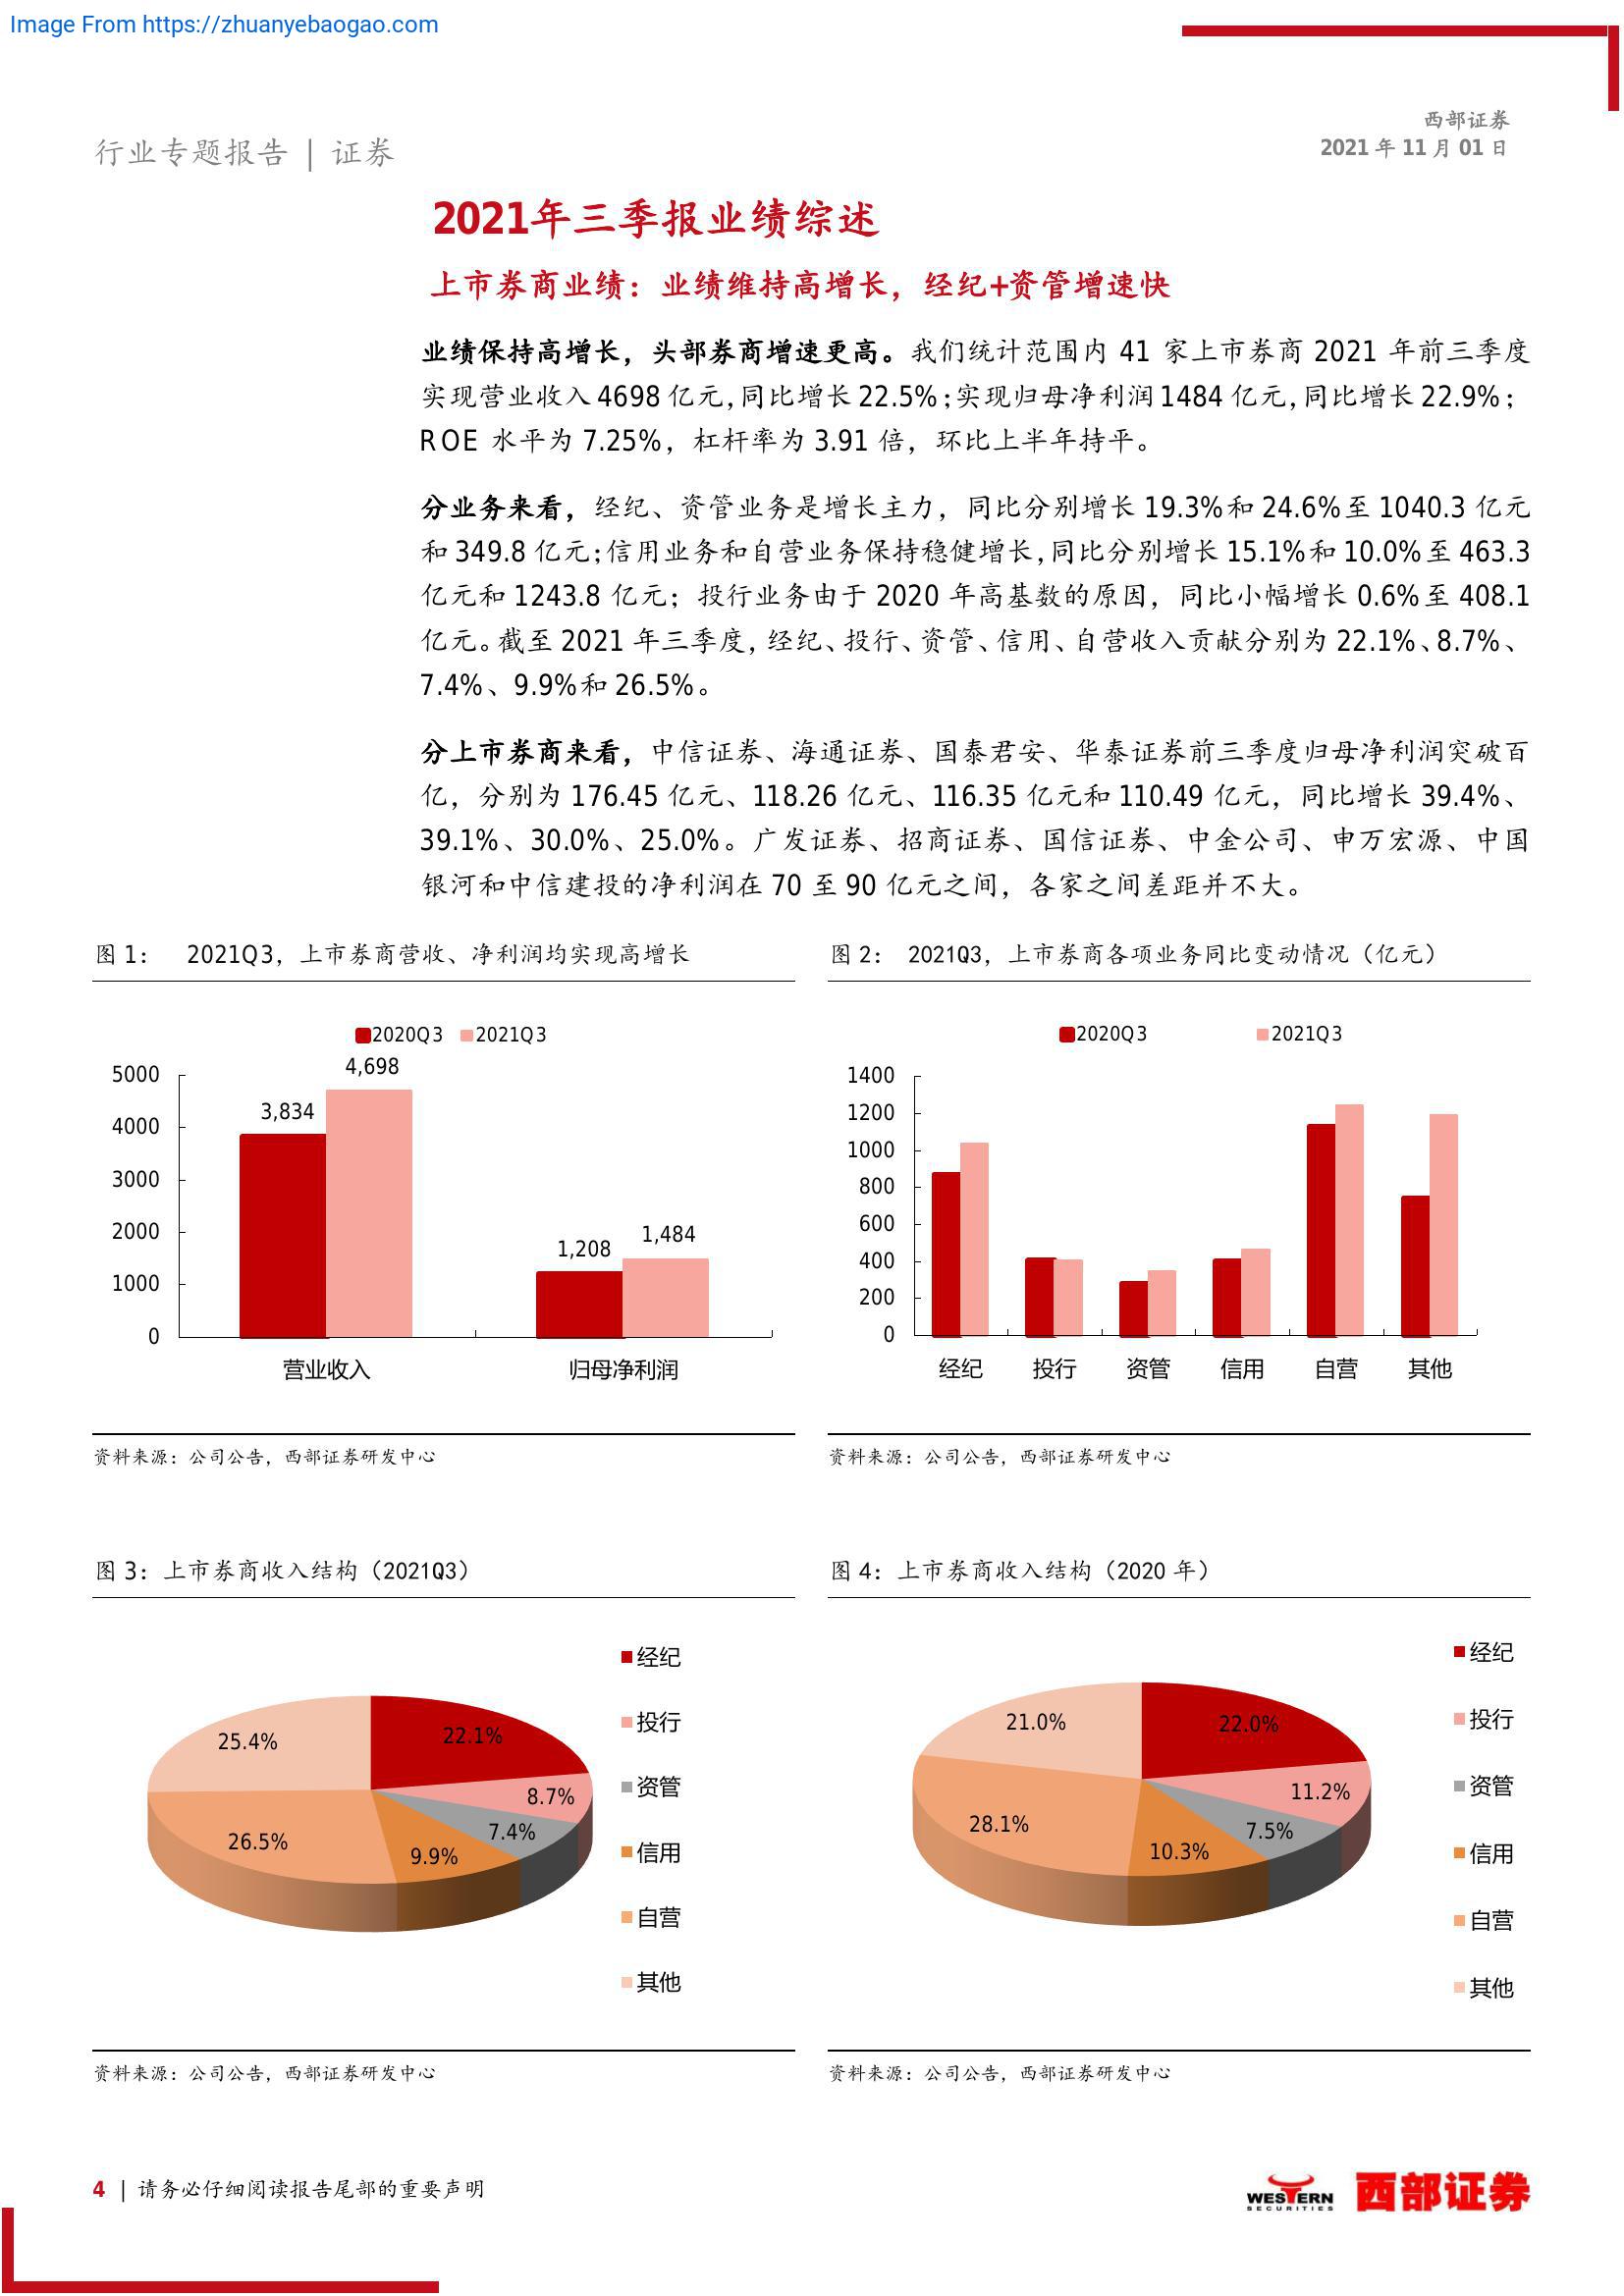 Image From https://zhuanyebaogao.com
西部证券
2021 年 11 月 01 日
行业专题报告 | 证券
2021年三季报业绩综述
上市券商业绩：业绩维持高增长，经纪+资管增速快
业绩保持高增长，头部券商增速更高。我们统计范围内 41 家上市券商 2021 年前三季度
实现营业收入 4698 亿元，同比增长 22.5%；实现归母净利润 1484 亿元，同比增长 22.9%；
ROE 水平为 7.25%，杠杆率为 3.91 倍，环比上半年持平。
分业务来看，经纪、资管业务是增长主力，同比分别增长 19.3%和 24.6%至 1040.3 亿元
和 349.8 亿元；信用业务和自营业务保持稳健增长，同比分别增长 15.1%和 10.0%至 463.3
亿元和 1243.8 亿元；投行业务由于 2020 年高基数的原因，同比小幅增长 0.6%至 408.1
亿元。截至 2021 年三季度，经纪、投行、资管、信用、自营收入贡献分别为 22.1%、8.7%、
7.4%、9.9%和 26.5%。
分上市券商来看，中信证券、海通证券、国泰君安、华泰证券前三季度归母净利润突破百
亿，分别为 176.45 亿元、118.26 亿元、116.35 亿元和 110.49 亿元，同比增长 39.4%、
39.1%、30.0%、25.0%。广发证券、招商证券、国信证券、中金公司、申万宏源、中国
银河和中信建投的净利润在 70 至 90 亿元之间，各家之间差距并不大。
图 1： 2021Q3，上市券商营收、净利润均实现高增长
2020Q3 2021Q3
5000
4000
3000
2000
1000
0
3,834
4,698
1,208
1,484
营业收入 归母净利润
资料来源：公司公告，西部证券研发中心
图 2： 2021Q3，上市券商各项业务同比变动情况（亿元）
2020Q3 2021Q3
1400
1200
1000
800
600
400
200
0
经纪 投行 资管 信用 自营 其他
资料来源：公司公告，西部证券研发中心
图 3：上市券商收入结构（2021Q3）
22.1%
8.7%
7.4%
9.9%
26.5%
25.4%
经纪
投行
资管
信用
自营
其他
资料来源：公司公告，西部证券研发中心
图 4：上市券商收入结构（2020 年）
22.0%
11.2%
7.5%
10.3%
28.1%
21.0%
经纪
投行
资管
信用
自营
其他
资料来源：公司公告，西部证券研发中心
4 | 请务必仔细阅读报告尾部的重要声明
WESTERN
SECURITIES
西部证券